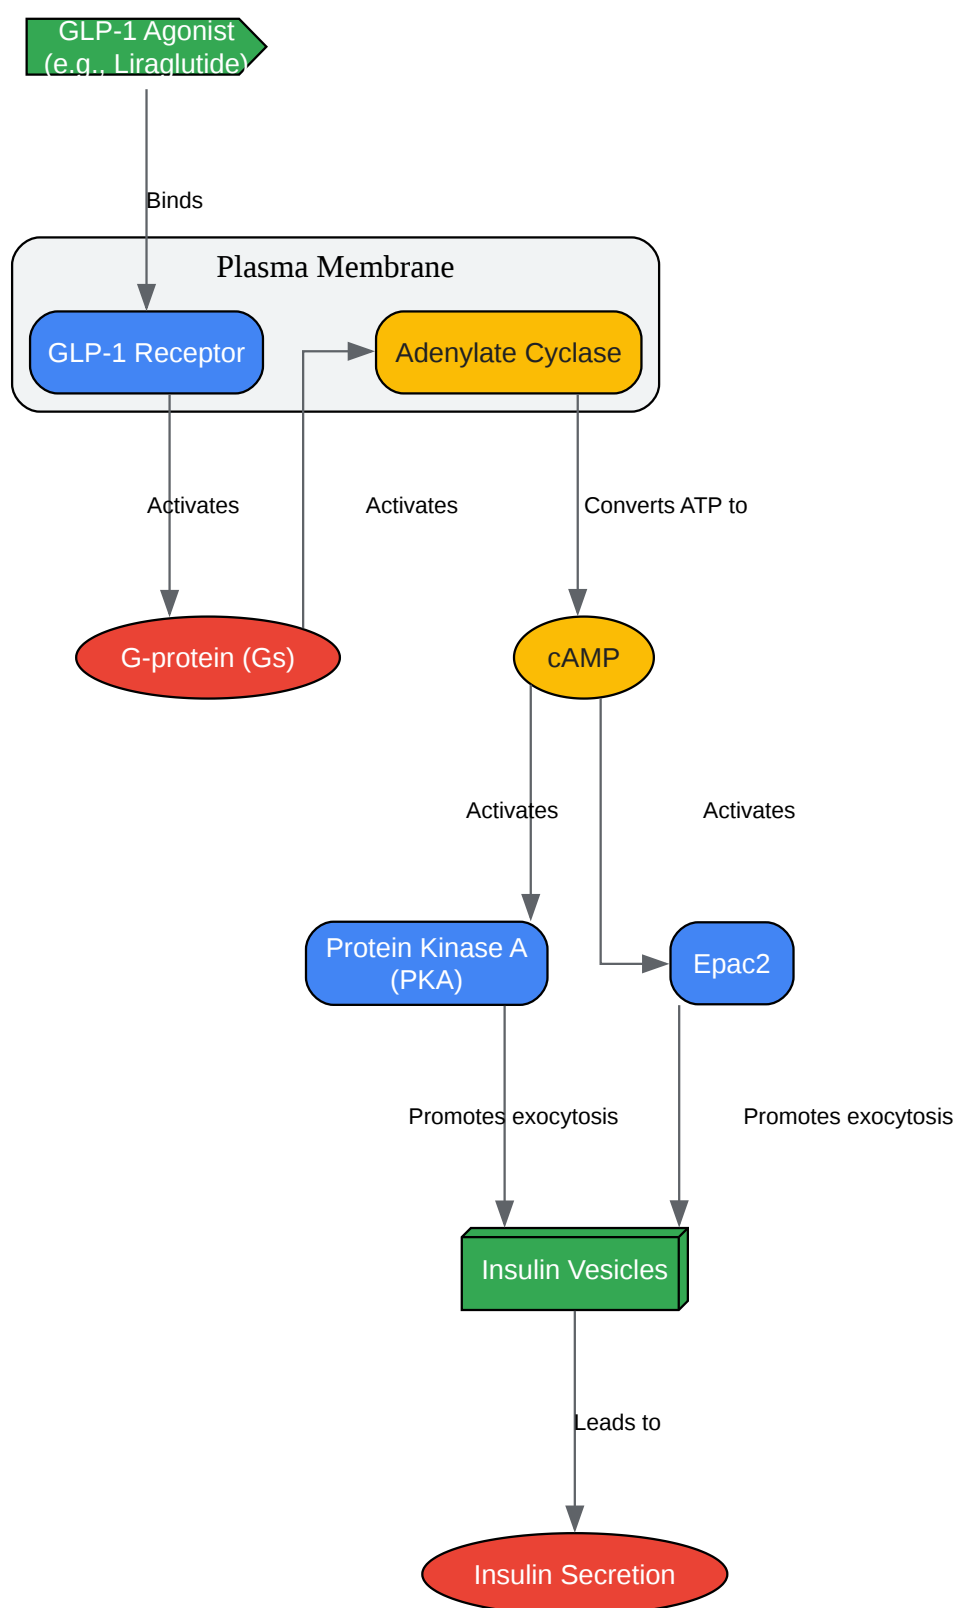 GLP-1 Agonist
(e.g., Liraglutide)
Binds
Plasma Membrane
GLP-1 Receptor
Adenylate Cyclase
Activates
Activates
Converts ATP to
G-protein (Gs)
cAMP
Activates
Activates
Protein Kinase A
(PKA)
Epac2
Promotes exocytosis
Promotes exocytosis
Insulin Vesicles
Leads to
Insulin Secretion